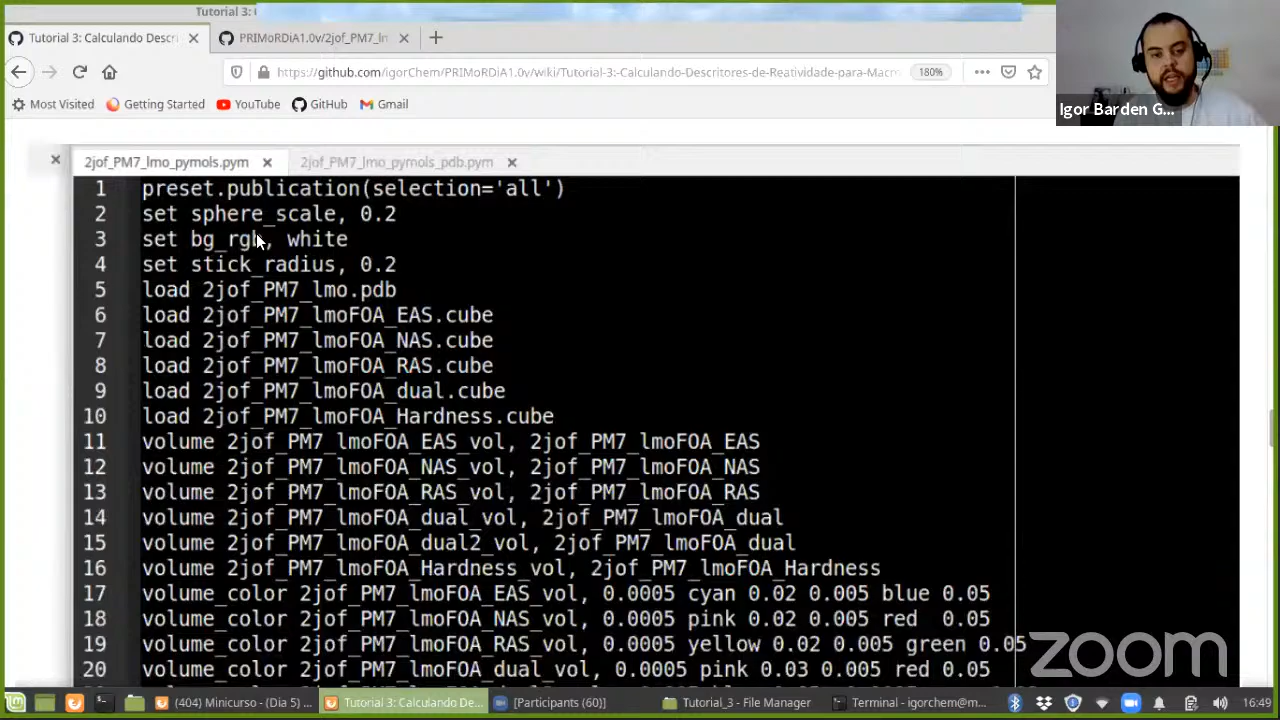 Tutorial 3:
Tutorial 3: Calculando Descri
PRIMoRDiA1.0v/2jof_PM7_ln
https://github.com/igorChem/PRIMoRDiA1.0v/wiki/Tutorial-3:-Calculando-Descritores-de-Reatividade-para-Macrm
180%
Most Visited
Getting Started
YouTube
GitHub
Gmail
Igor Barden G...
2jof_PM7_lmo_pymols.pym
2jof_PM7_lmo_pymols_pdb.pym
1 preset.publication(selection='all')
2 set sphere_scale, 0.2
3 set bg_rgb, white
4 set stick_radius, 0.2
5 load 2jof_PM7_lmo.pdb
6 load 2jof_PM7_lmoFOA_EAS.cube
7 load 2jof_PM7_lmoFOA_NAS.cube
8 load 2jof_PM7_lmoFOA_RAS.cube
9 load 2jof_PM7_lmoFOA_dual.cube
10 load 2jof_PM7_lmoFOA_Hardness.cube
11 volume 2jof_PM7_lmoFOA_EAS_vol, 2jof_PM7_lmoFOA_EAS
12 volume 2jof_PM7_lmoFOA_NAS_vol, 2jof_PM7_lmoFOA_NAS
13 volume 2jof_PM7_lmoFOA_RAS_vol, 2jof_PM7_lmoFOA_RAS
14 volume 2jof_PM7_lmoFOA_dual_vol, 2jof_PM7_lmoFOA_dual
15 volume 2jof_PM7_lmoFOA_dual2_vol, 2jof_PM7_lmoFOA_dual
16 volume 2jof_PM7_lmoFOA_Hardness_vol, 2jof_PM7_lmoFOA_Hardness
17 volume_color 2jof_PM7_lmoFOA_EAS_vol, 0.0005 cyan 0.02 0.005 blue 0.05
18 volume_color 2jof_PM7_lmoFOA_NAS_vol, 0.0005 pink 0.02 0.005 red 0.05
19 volume_color 2jof_PM7_lmoFOA_RAS_vol, 0.0005 yellow 0.02 0.005 green 0.05
20 volume_color 2jof_PM7_lmoFOA_dual_vol, 0.0005 pink 0.03 0.005 red 0.05
zoom
(404) Minicurso - (Dia 5) ...
Tutorial 3: Calculando De...
[Participants (60)]
Tutorial_3 - File Manager
Terminal - igorchem@m...
16:49